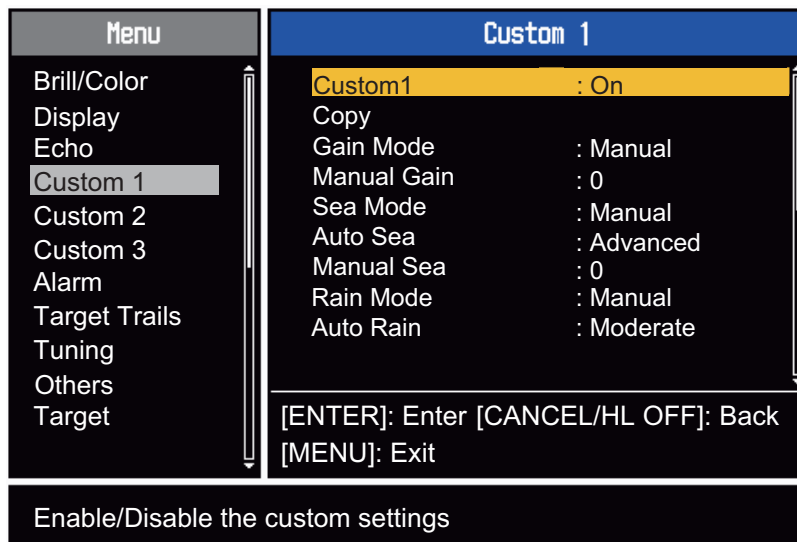 Menu
Brill/Color
Display
Echo
Custom 1
Custom 2
Custom 3
Alarm
Target Trails
Tuning
Others
Target
Custom 1
Custom1 : On
Copy
Gain Mode : Manual
Manual Gain : 0
Sea Mode : Manual
Auto Sea : Advanced
Manual Sea : 0
Rain Mode : Manual
Auto Rain : Moderate
[ENTER]: Enter [CANCEL/HL OFF]: Back
[MENU]: Exit
Enable/Disable the custom settings